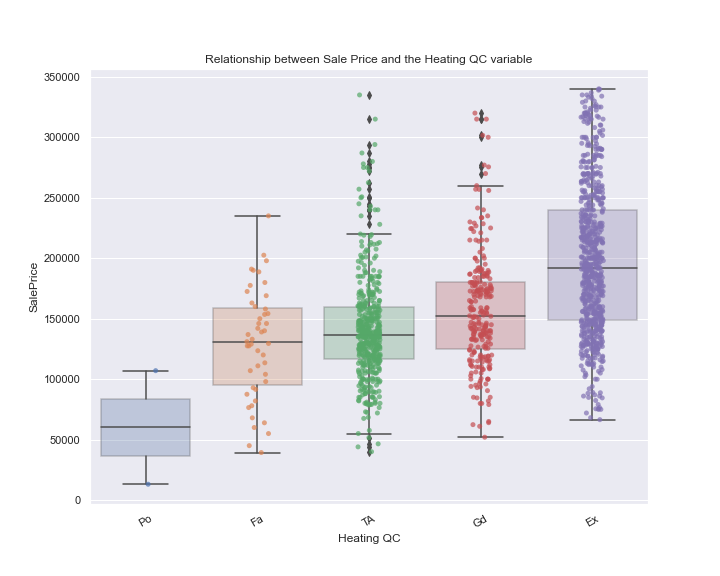 Relationship between Sale Price and the Heating QC variable
350000
300000
250000
200000
150000
100000
50000
0
SalePrice
Po
Fa
TA
Gd
Ex
Heating QC